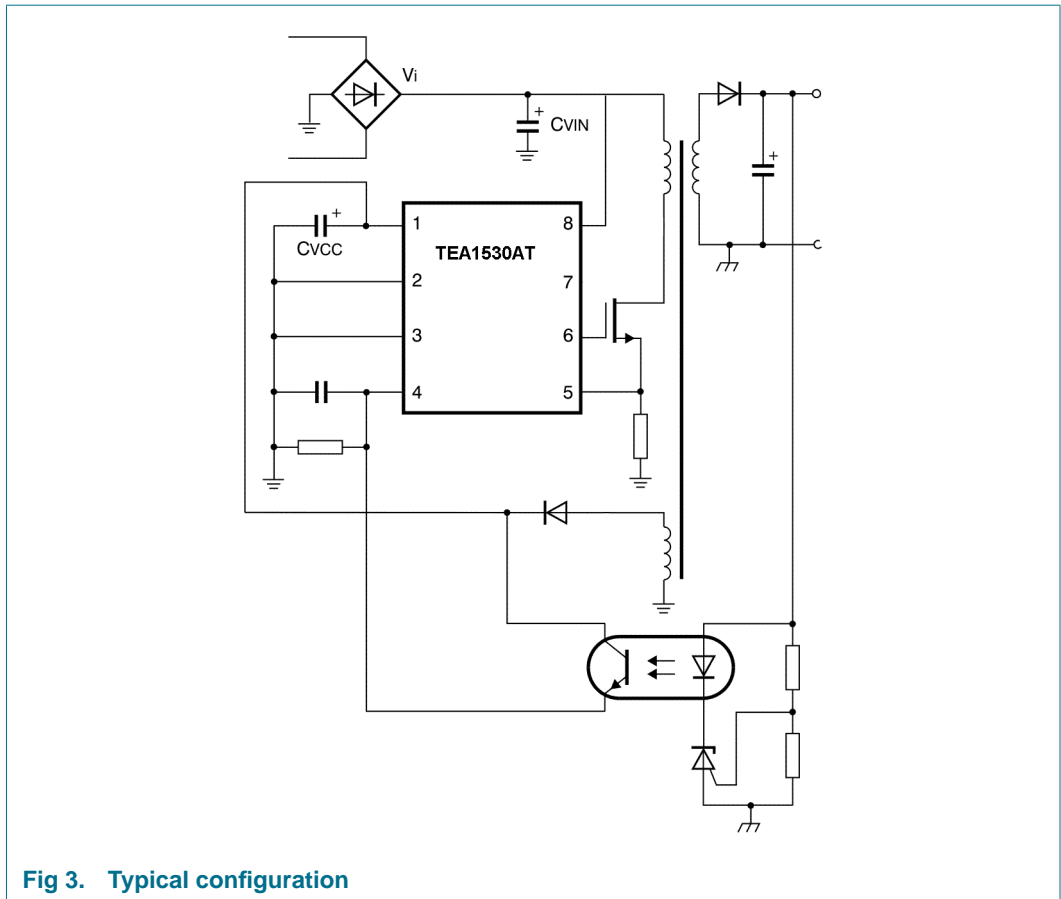 Vi
+
CVIN
+
+
CVCC
1
8
TEA1530AT
2
7
3
6
4
5
Fig 3. Typical configuration